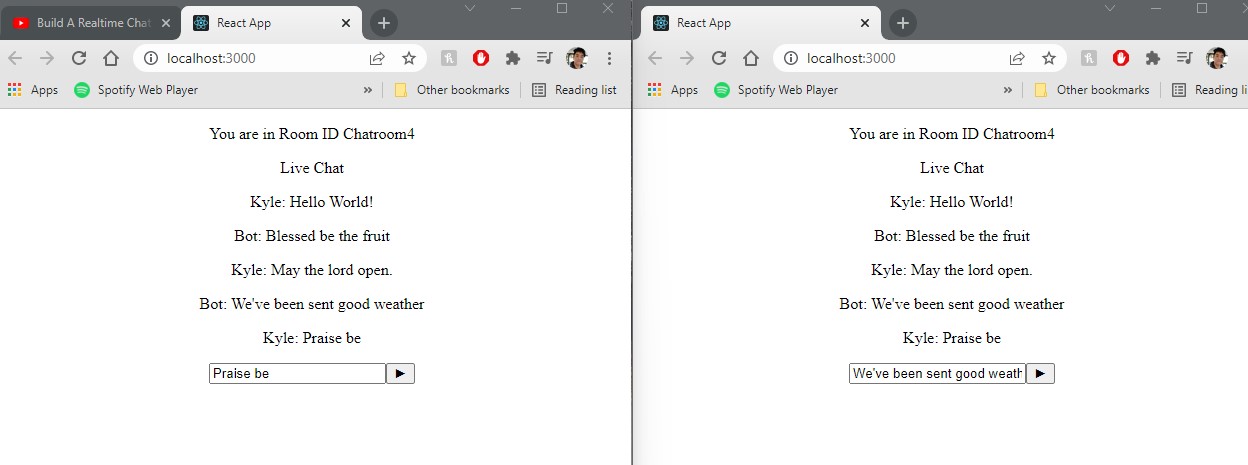 Build A Realtime Chat
React App
localhost:3000
Apps
Spotify Web Player
»
Other bookmarks
Reading list
You are in Room ID Chatroom4
Live Chat
Kyle: Hello World!
Bot: Blessed be the fruit
Kyle: May the lord open.
Bot: We've been sent good weather
Kyle: Praise be
Praise be
React App
localhost:3000
Apps
Spotify Web Player
»
Other bookmarks
Reading li
You are in Room ID Chatroom4
Live Chat
Kyle: Hello World!
Bot: Blessed be the fruit
Kyle: May the lord open.
Bot: We've been sent good weather
Kyle: Praise be
We've been sent good weath